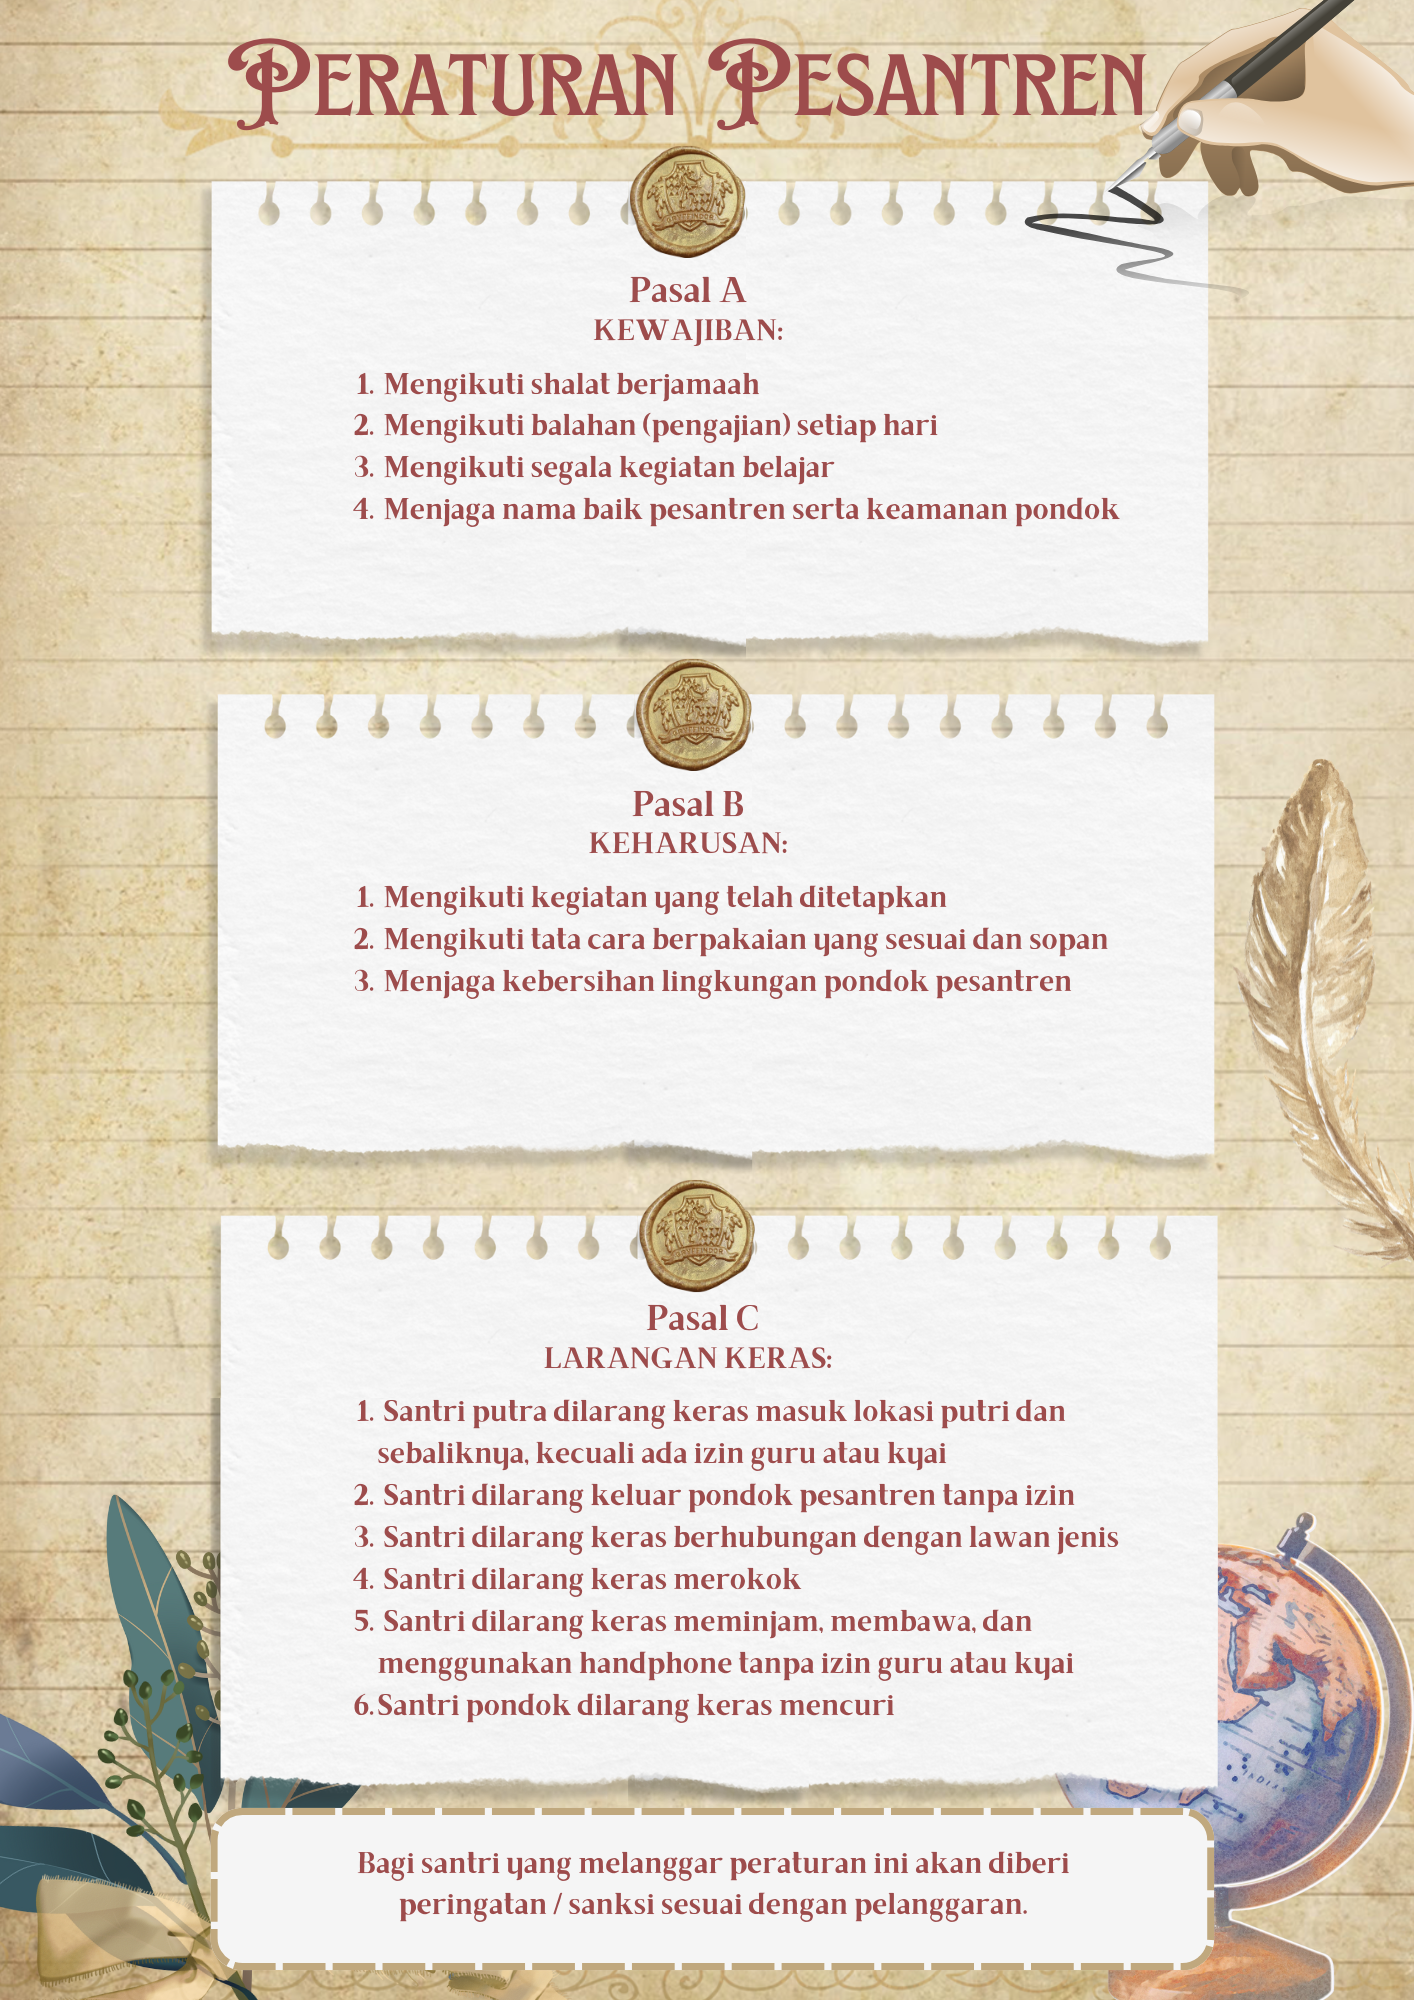 PERATURAN PESANTREN
Pasal A
KEWAJIBAN:
1. Mengikuti shalat berjamaah
2. Mengikuti balahan (pengajian) setiap hari
3. Mengikuti segala kegiatan belajar
4. Menjaga nama baik pesantren serta keamanan pondok
Pasal B
KEHARUSAN:
1. Mengikuti kegiatan yang telah ditetapkan
2. Mengikuti tata cara berpakaian yang sesuai dan sopan
3. Menjaga kebersihan lingkungan pondok pesantren
Pasal C
LARANGAN KERAS:
1. Santri putra dilarang keras masuk lokasi putri dan
sebaliknya, kecuali ada izin guru atau kyai
2. Santri dilarang keluar pondok pesantren tanpa izin
3. Santri dilarang keras berhubungan dengan lawan jenis
4. Santri dilarang keras merokok
5. Santri dilarang keras meminjam, membawa, dan
menggunakan handphone tanpa izin guru atau kyai
6.Santri pondok dilarang keras mencuri
Bagi santri yang melanggar peraturan ini akan diberi
peringatan / sanksi sesuai dengan pelanggaran.